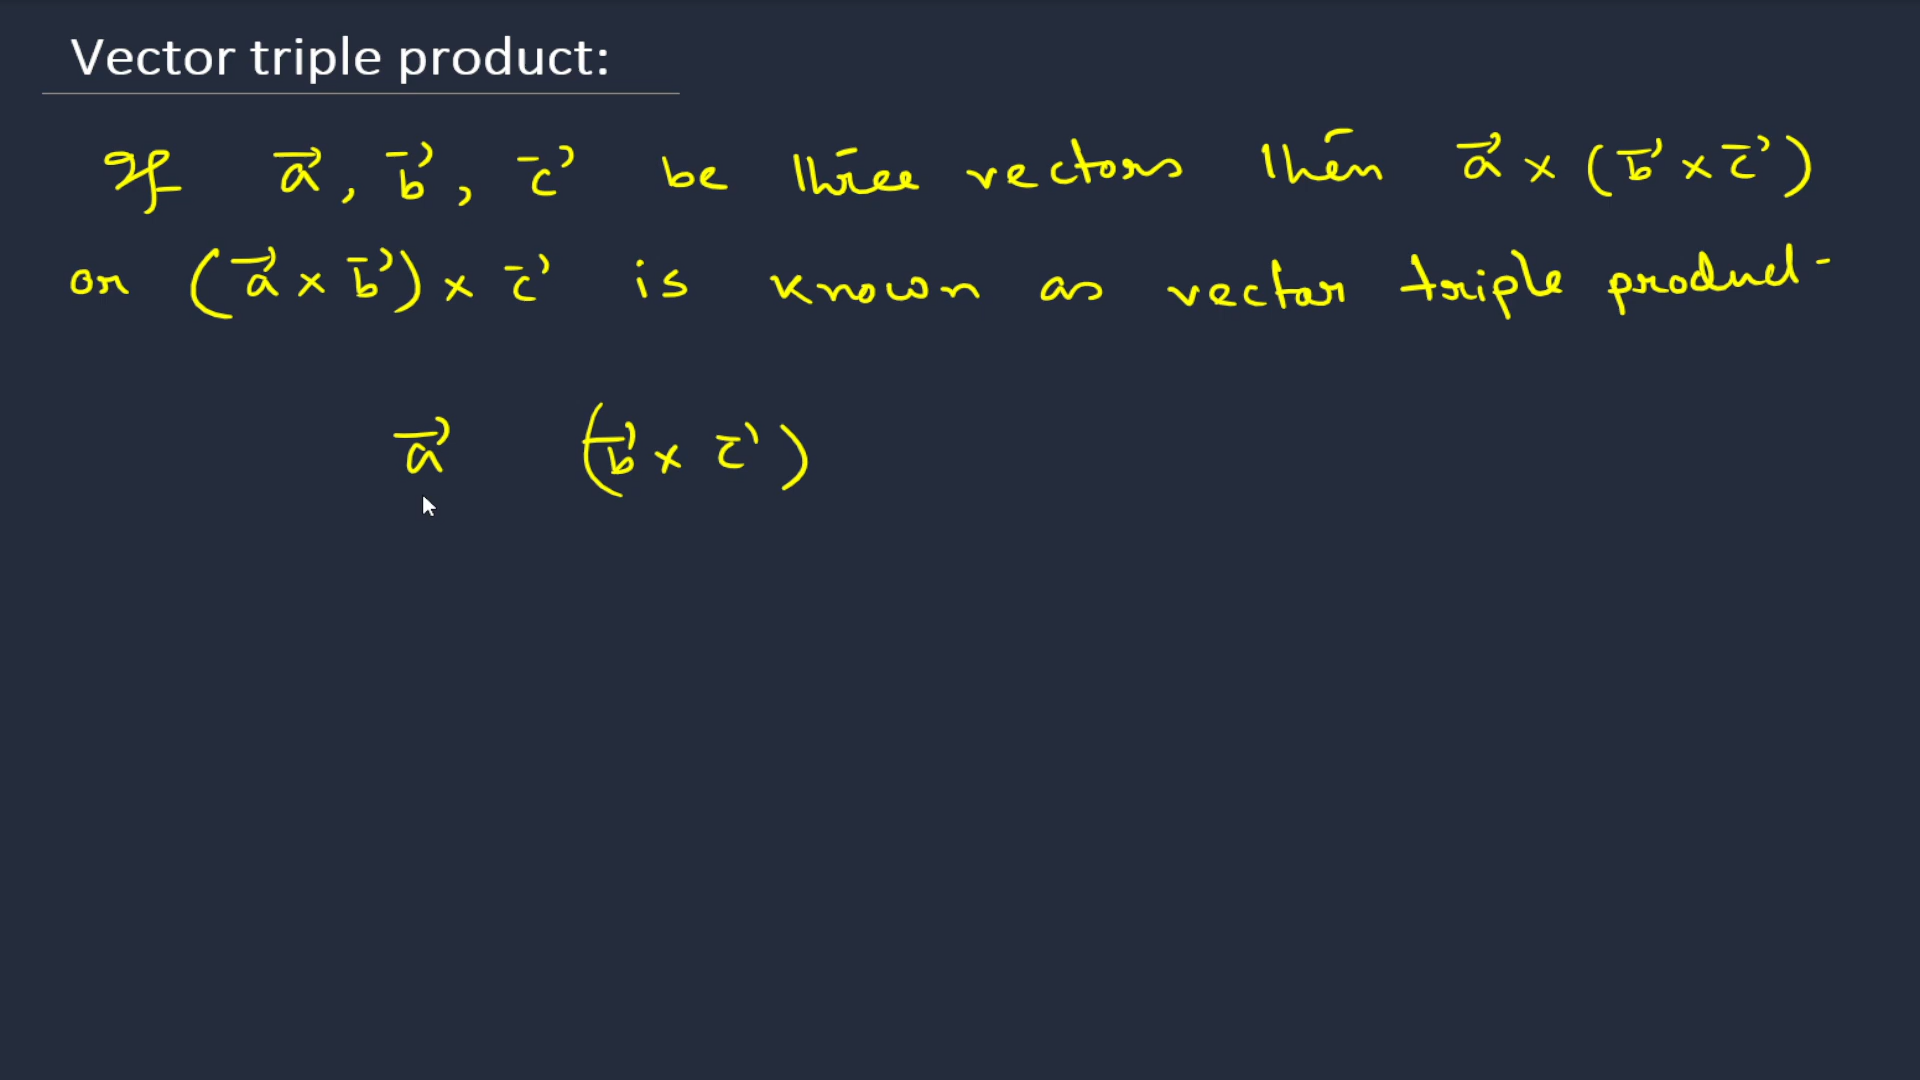 Vector triple product:
If a⃗, b⃗, c⃗ be three vectors then a⃗ × (b⃗ × c⃗)
or (a⃗ × b⃗) × c⃗ is known as vector triple product
a⃗ (b⃗ × c⃗)